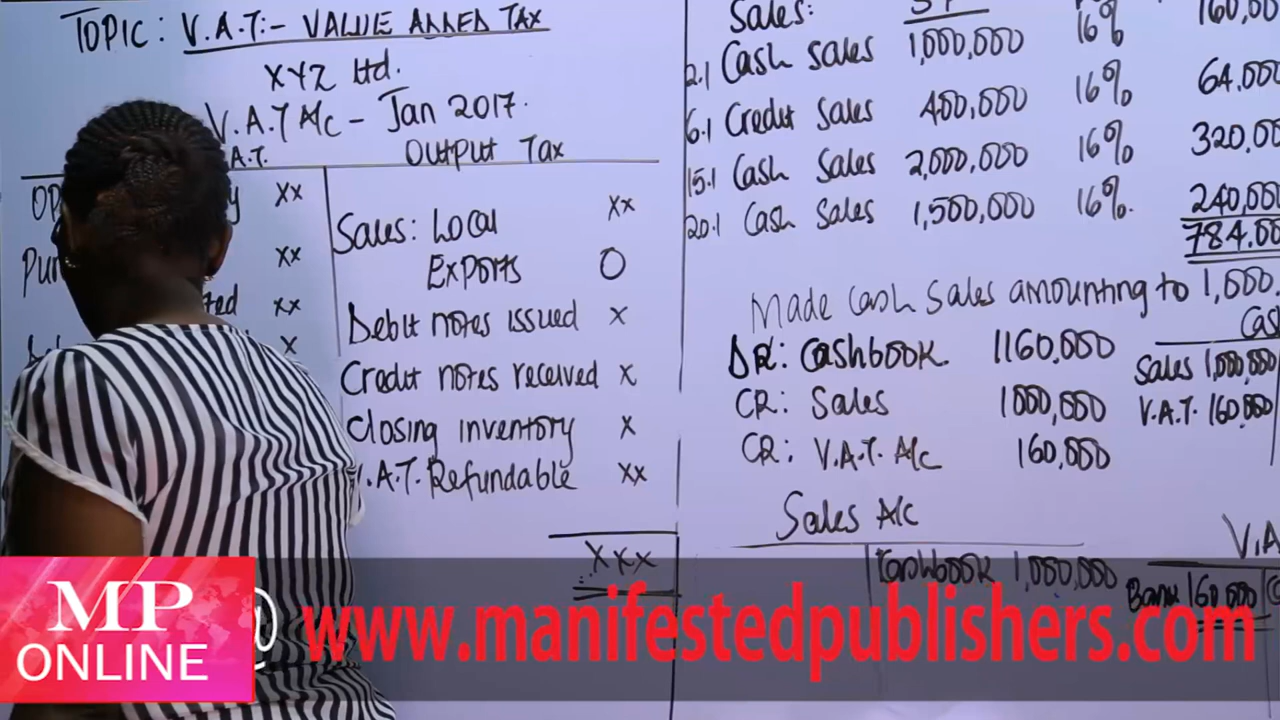 TOPIC: V.A.T:- VALUE ADDED TAX
XYZ Ltd.
V.A.T A/c - Jan 2017.
A.T.
OUTPUT TAX
XX
XX
XX
X
Sales: Local XX
EXPORTS O
Debit notes issued X
Credit notes received X
Closing inventory X
V.A.T. Refundable XX
XXX
Sales:
2.1 Cash Sales 1,000,000 16% 160,00
6.1 Credit Sales 400,000 16% 64,000
15.1 Cash Sales 2,000,000 16% 320,00
20.1 Cash Sales 1,500,000 16%. 240,000
784,00
Made Cash Sales amounting to 1,000,
DR: Cashbook 1160,000
CR: Sales 1000,000
CR: V.A.T. A/c 160,000
Cas
Sales 1,000,000
V.A.T. 160,000
Sales A/c
Cashbook 1,000,000
V.A
Bank 160,000
MP
ONLINE
@ www.manifestedpublishers.com